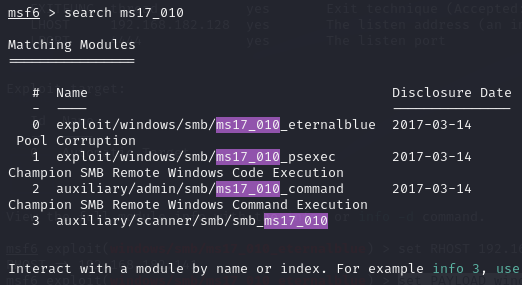 msf6 > search ms17_010
Matching Modules
================
# Name Disclosure Date
- ---- ---------------
0 exploit/windows/smb/ms17_010_eternalblue 2017-03-14
Pool Corruption
1 exploit/windows/smb/ms17_010_psexec 2017-03-14
Champion SMB Remote Windows Code Execution
2 auxiliary/admin/smb/ms17_010_command 2017-03-14
Champion SMB Remote Windows Command Execution
3 auxiliary/scanner/smb/smb_ms17_010
Interact with a module by name or index. For example info 3, use